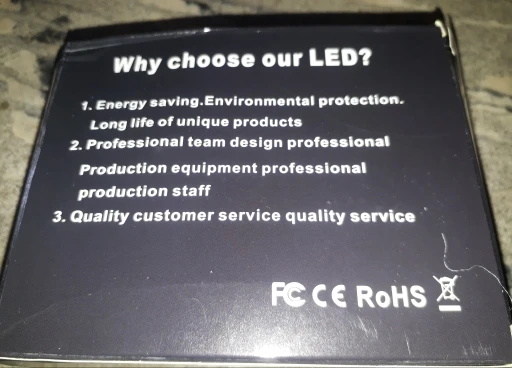 Why choose our LED?
1. Energy saving.Environmental protection.
Long life of unique products
2. Professional team design professional
Production equipment professional
production staff
3. Quality customer service quality service
FC CE RoHS